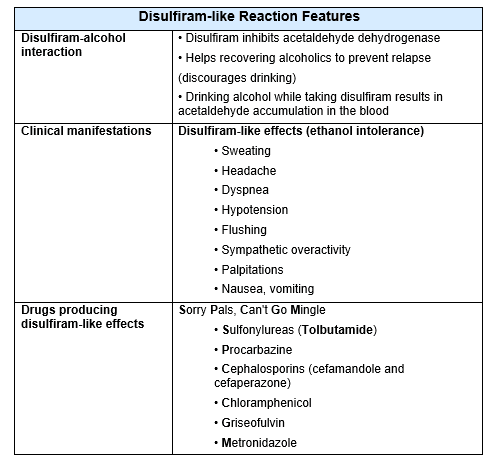 Disulfiram-like Reaction Features
Disulfiram-alcohol
interaction
• Disulfiram inhibits acetaldehyde dehydrogenase
• Helps recovering alcoholics to prevent relapse
(discourages drinking)
• Drinking alcohol while taking disulfiram results in
acetaldehyde accumulation in the blood
Clinical manifestations
Disulfiram-like effects (ethanol intolerance)
• Sweating
• Headache
• Dyspnea
• Hypotension
• Flushing
• Sympathetic overactivity
• Palpitations
• Nausea, vomiting
Drugs producing
disulfiram-like effects
Sorry Pals, Can't Go Mingle
• Sulfonylureas (Tolbutamide)
• Procarbazine
• Cephalosporins (cefamandole and
cefaperazone)
• Chloramphenicol
• Griseofulvin
• Metronidazole